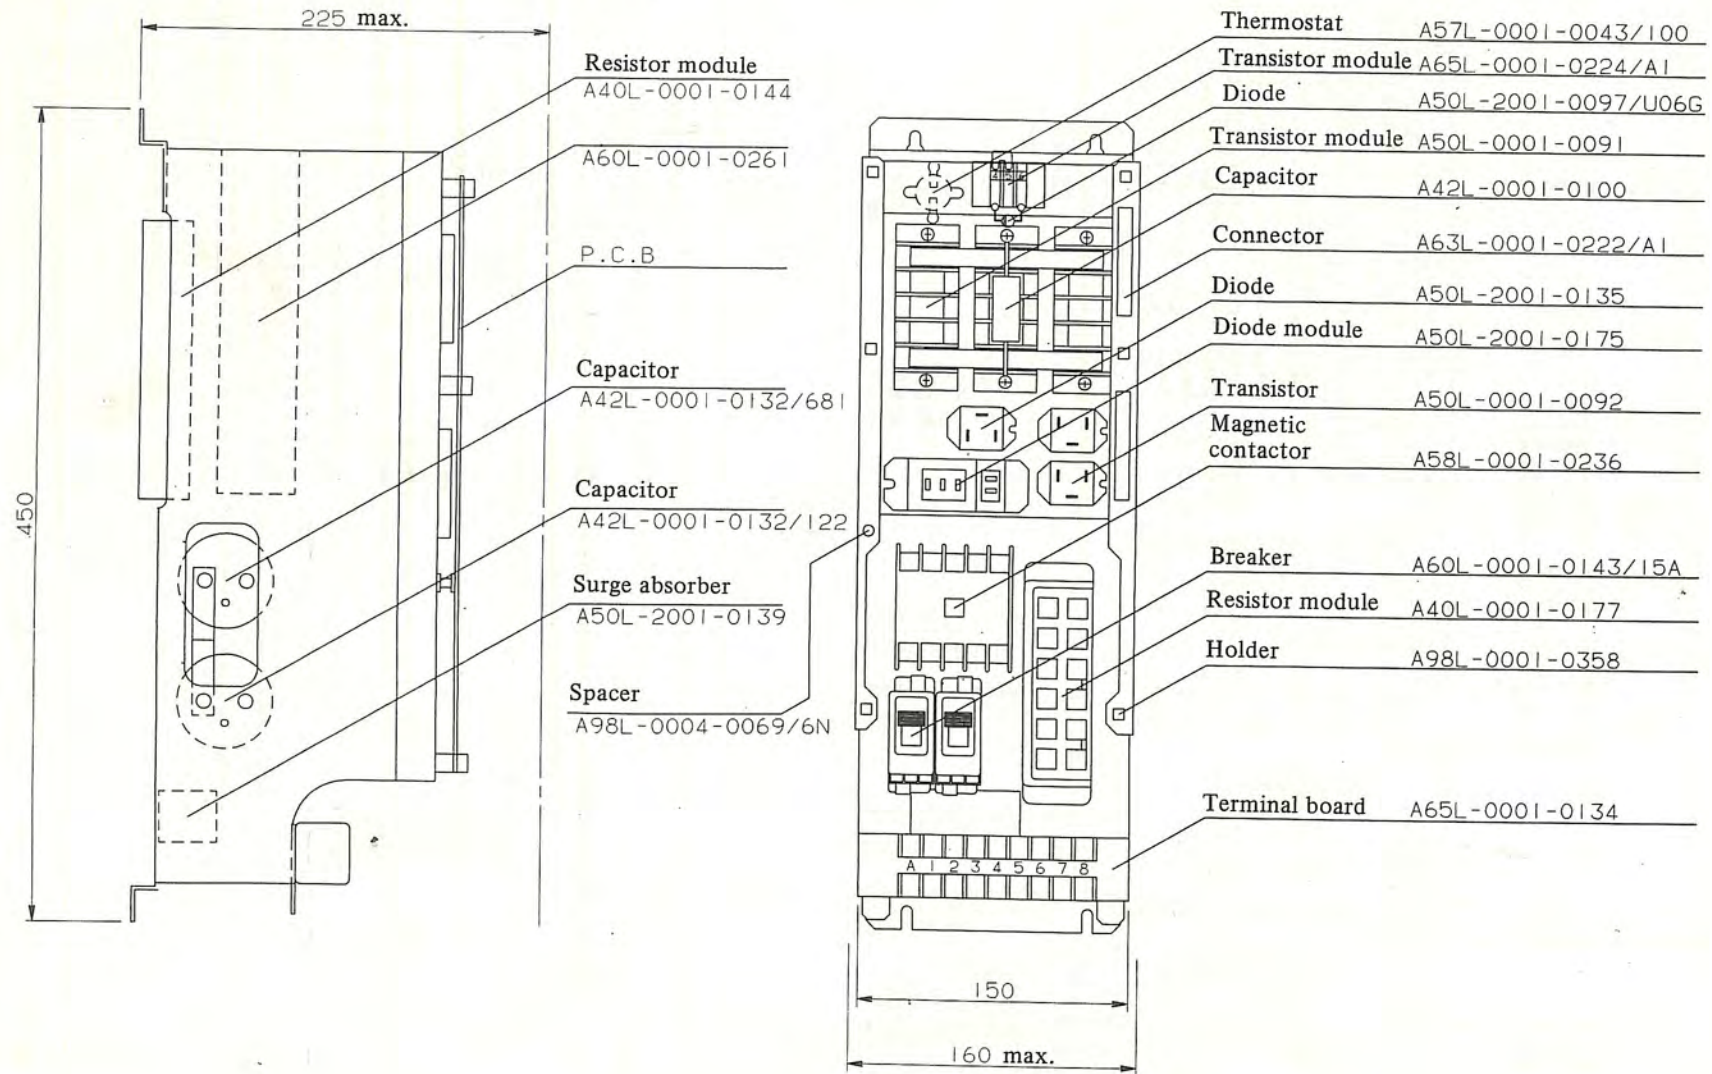 225 max.
450
Resistor module
A40L-0001-0144
A60L-0001-0261
P.C.B
Capacitor
A42L-0001-0132/681
Capacitor
A42L-0001-0132/122
Surge absorber
A50L-2001-0139
Spacer
A98L-0004-0069/6N
Thermostat A57L-0001-0043/100
Transistor module A65L-0001-0224/A1
Diode A50L-2001-0097/U06G
Transistor module A50L-0001-0091
Capacitor A42L-0001-0100
Connector A63L-0001-0222/A1
Diode A50L-2001-0135
Diode module A50L-2001-0175
Transistor A50L-0001-0092
Magnetic
contactor A58L-0001-0236
Breaker A60L-0001-0143/15A
Resistor module A40L-0001-0177
Holder A98L-0001-0358
Terminal board A65L-0001-0134
A 1 2 3 4 5 6 7 8
150
160 max.